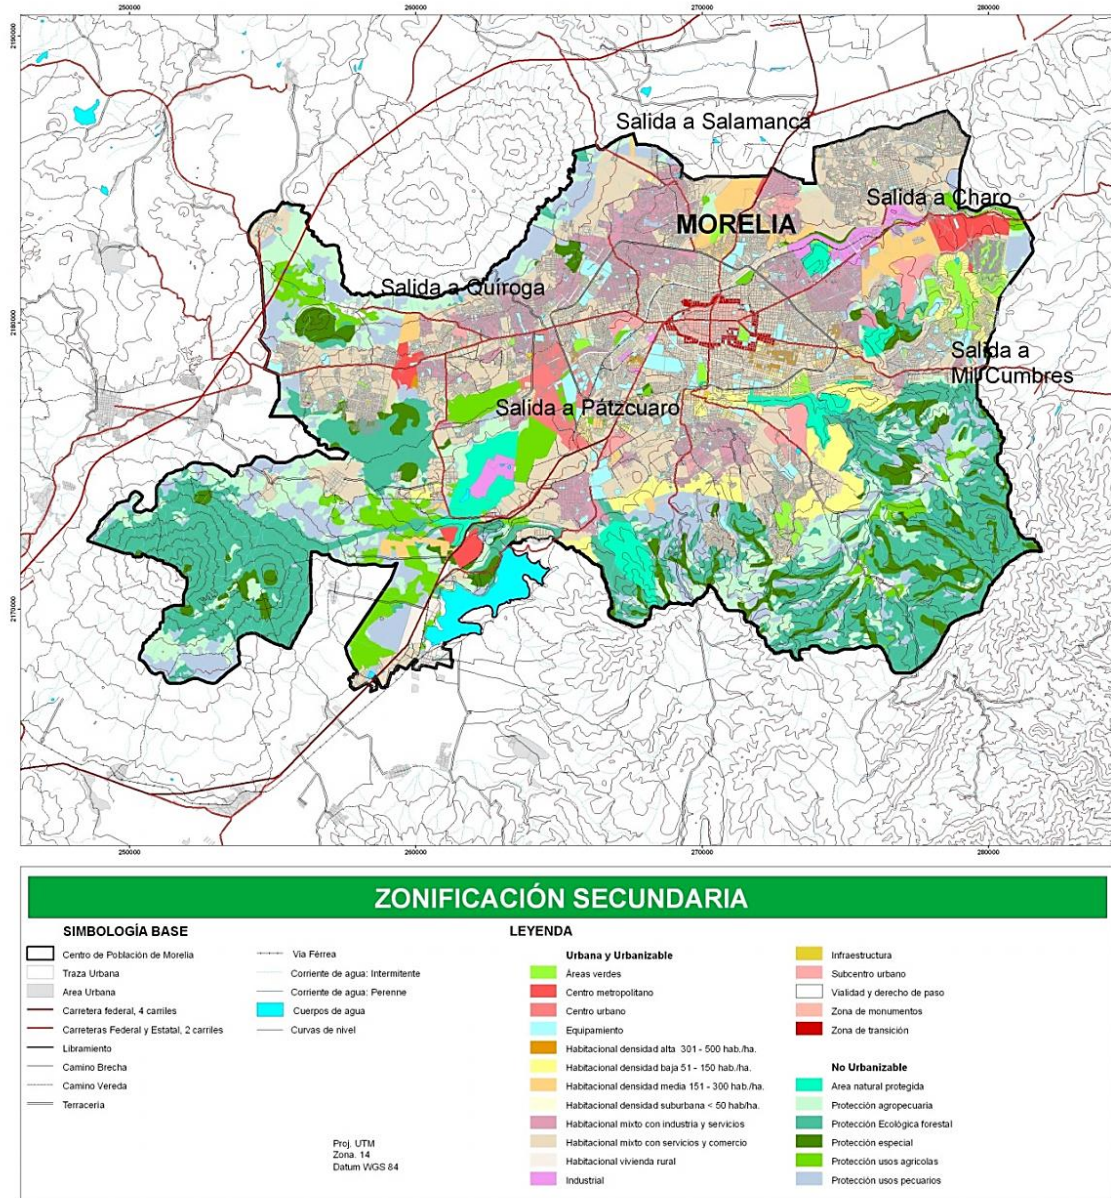 250000 260000 270000 280000
2190000
Salida a Salamanca
Salida a Charo
MORELIA
Salida a Quiroga
2180000
Salida a
Mil Cumbres
Salida a Pátzcuaro
2170000
250000 260000 270000 280000
ZONIFICACIÓN SECUNDARIA
SIMBOLOGÍA BASE
Centro de Población de Morelia
Traza Urbana
Area Urbana
Carretera federal, 4 carriles
Carreteras Federal y Estatal, 2 carriles
Libramiento
Camino Brecha
Camino Vereda
Terracería
Vía Férrea
Corriente de agua: Intermitente
Corriente de agua: Perenne
Cuerpos de agua
Curvas de nivel
Proj. UTM
Zona. 14
Datum WGS 84
LEYENDA
Urbana y Urbanizable
Áreas verdes
Centro metropolitano
Centro urbano
Equipamiento
Habitacional densidad alta 301 - 500 hab./ha.
Habitacional densidad baja 51 - 150 hab./ha.
Habitacional densidad media 151 - 300 hab./ha.
Habitacional densidad suburbana < 50 hab/ha.
Habitacional mixto con industria y servicios
Habitacional mixto con servicios y comercio
Habitacional vivienda rural
Industrial
Infraestructura
Subcentro urbano
Vialidad y derecho de paso
Zona de monumentos
Zona de transición
No Urbanizable
Area natural protegida
Protección agropecuaria
Protección Ecológica forestal
Protección especial
Protección usos agricolas
Protección usos pecuarios